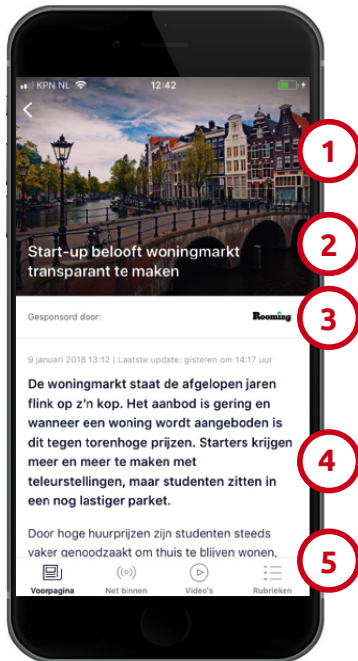 KPN NL 12:42
1
Start-up belooft woningmarkt
transparant te maken
2
Gesponsord door: Rooming
3
9 januari 2018 13:12 | Laatste update: gisteren om 14:17 uur
De woningmarkt staat de afgelopen jaren
flink op z'n kop. Het aanbod is gering en
wanneer een woning wordt aangeboden is
dit tegen torenhoge prijzen. Starters krijgen
meer en meer te maken met
teleurstellingen, maar studenten zitten in
een nog lastiger parket.
4
Door hoge huurprijzen zijn studenten steeds
vaker genoodzaakt om thuis te blijven wonen,
5
Voorpagina Net binnen Video's Rubrieken